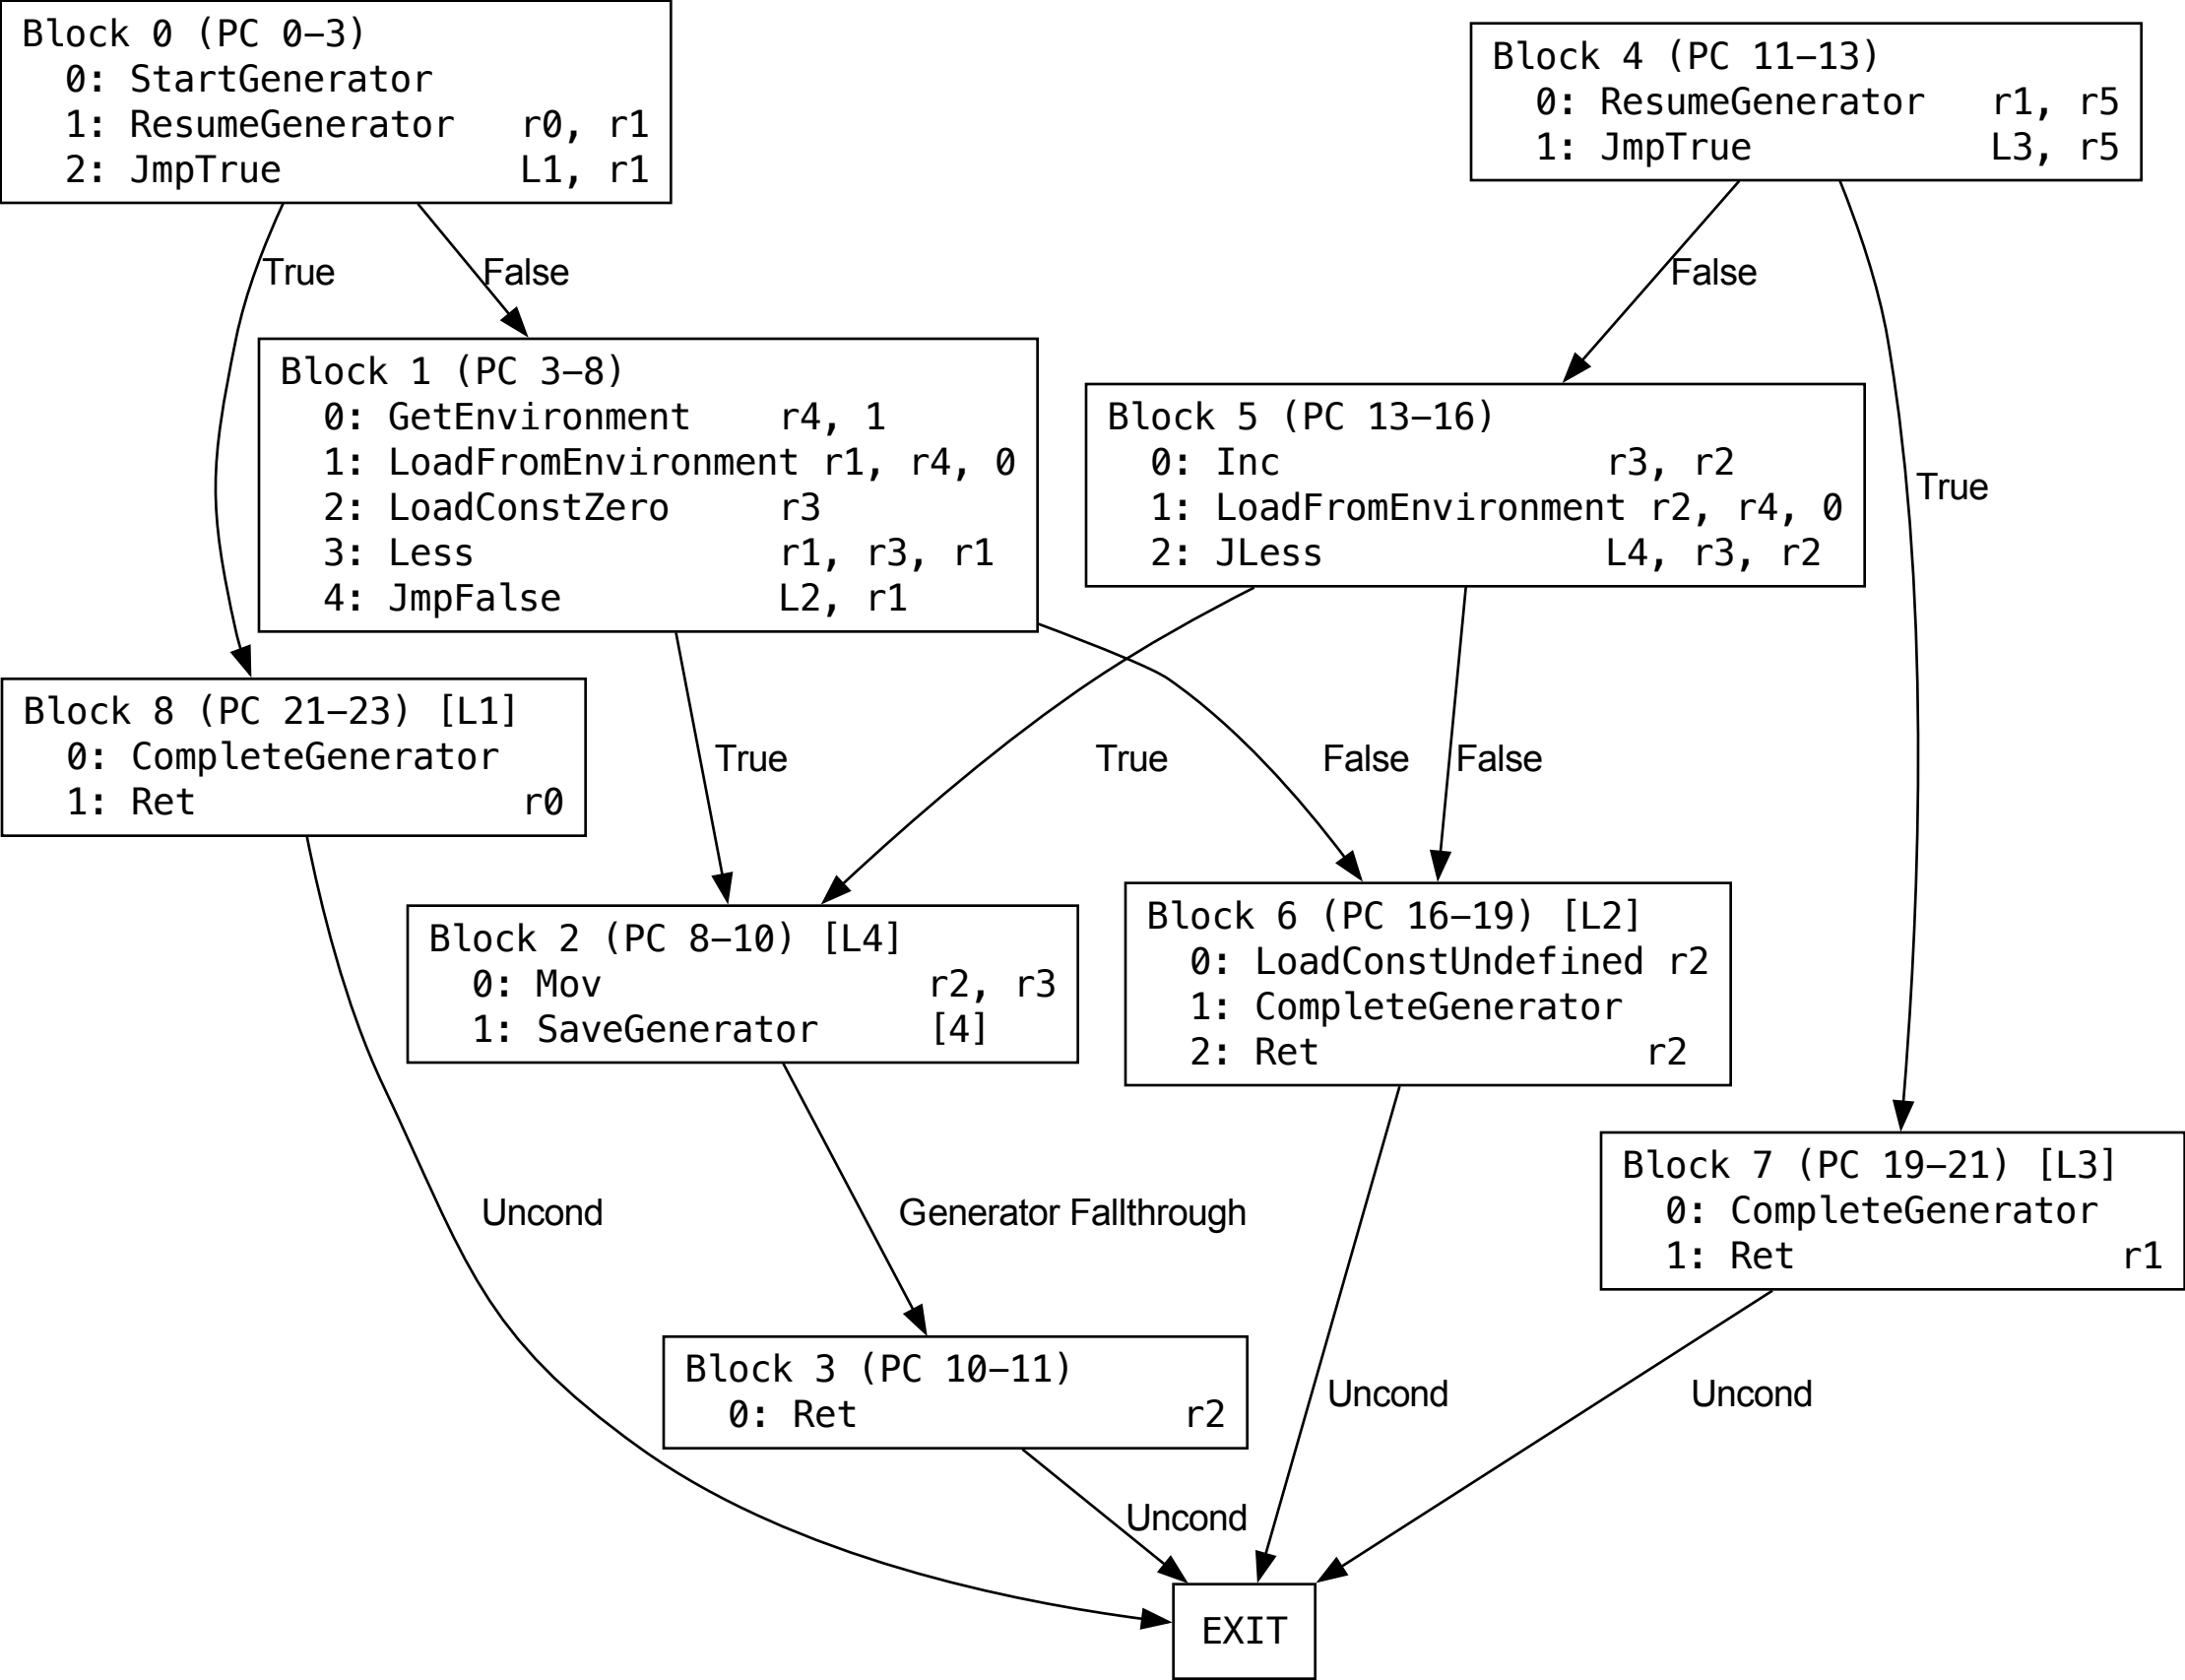 Block 0 (PC 0–3)
0: StartGenerator
1: ResumeGenerator r0, r1
2: JmpTrue L1, r1
Block 4 (PC 11–13)
0: ResumeGenerator r1, r5
1: JmpTrue L3, r5
True
False
False
True
Block 1 (PC 3–8)
0: GetEnvironment r4, 1
1: LoadFromEnvironment r1, r4, 0
2: LoadConstZero r3
3: Less r1, r3, r1
4: JmpFalse L2, r1
Block 5 (PC 13–16)
0: Inc r3, r2
1: LoadFromEnvironment r2, r4, 0
2: JLess L4, r3, r2
Block 8 (PC 21–23) [L1]
0: CompleteGenerator
1: Ret r0
True
True
False
False
Block 2 (PC 8–10) [L4]
0: Mov r2, r3
1: SaveGenerator [4]
Block 6 (PC 16–19) [L2]
0: LoadConstUndefined r2
1: CompleteGenerator
2: Ret r2
Block 7 (PC 19–21) [L3]
0: CompleteGenerator
1: Ret r1
Uncond
Generator Fallthrough
Block 3 (PC 10–11)
0: Ret r2
Uncond
Uncond
Uncond
EXIT